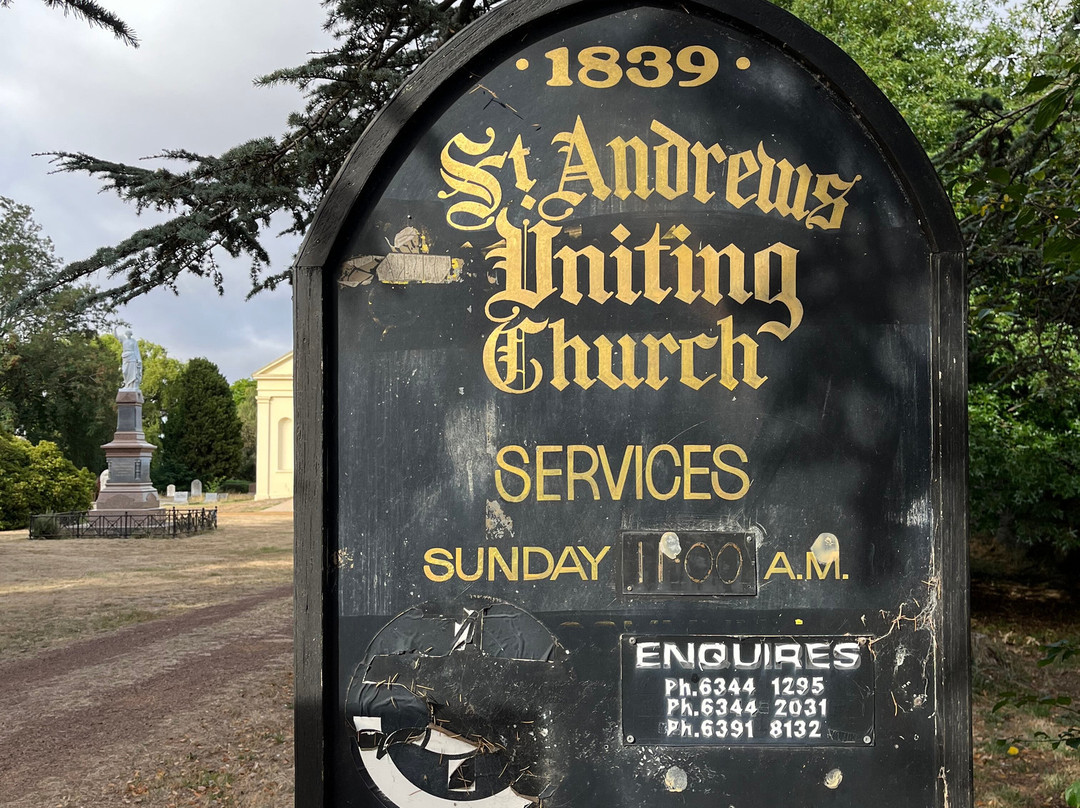 · 1839 ·
St Andrews
Uniting
Church
SERVICES
SUNDAY 11.00 A.M.
ENQUIRES
Ph.6344 1295
Ph.6344 2031
Ph.6391 8132